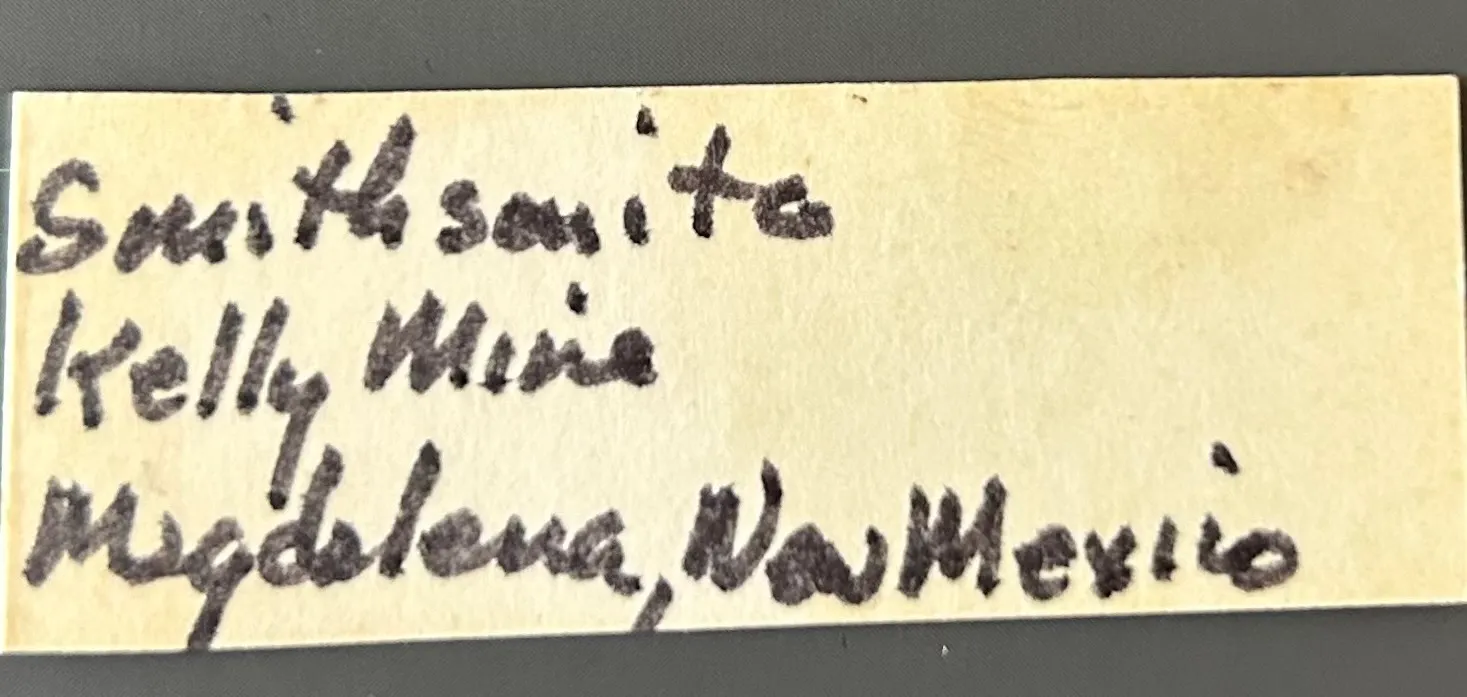 Smithsonite
Kelly Mine
Magdalena, New Mexico